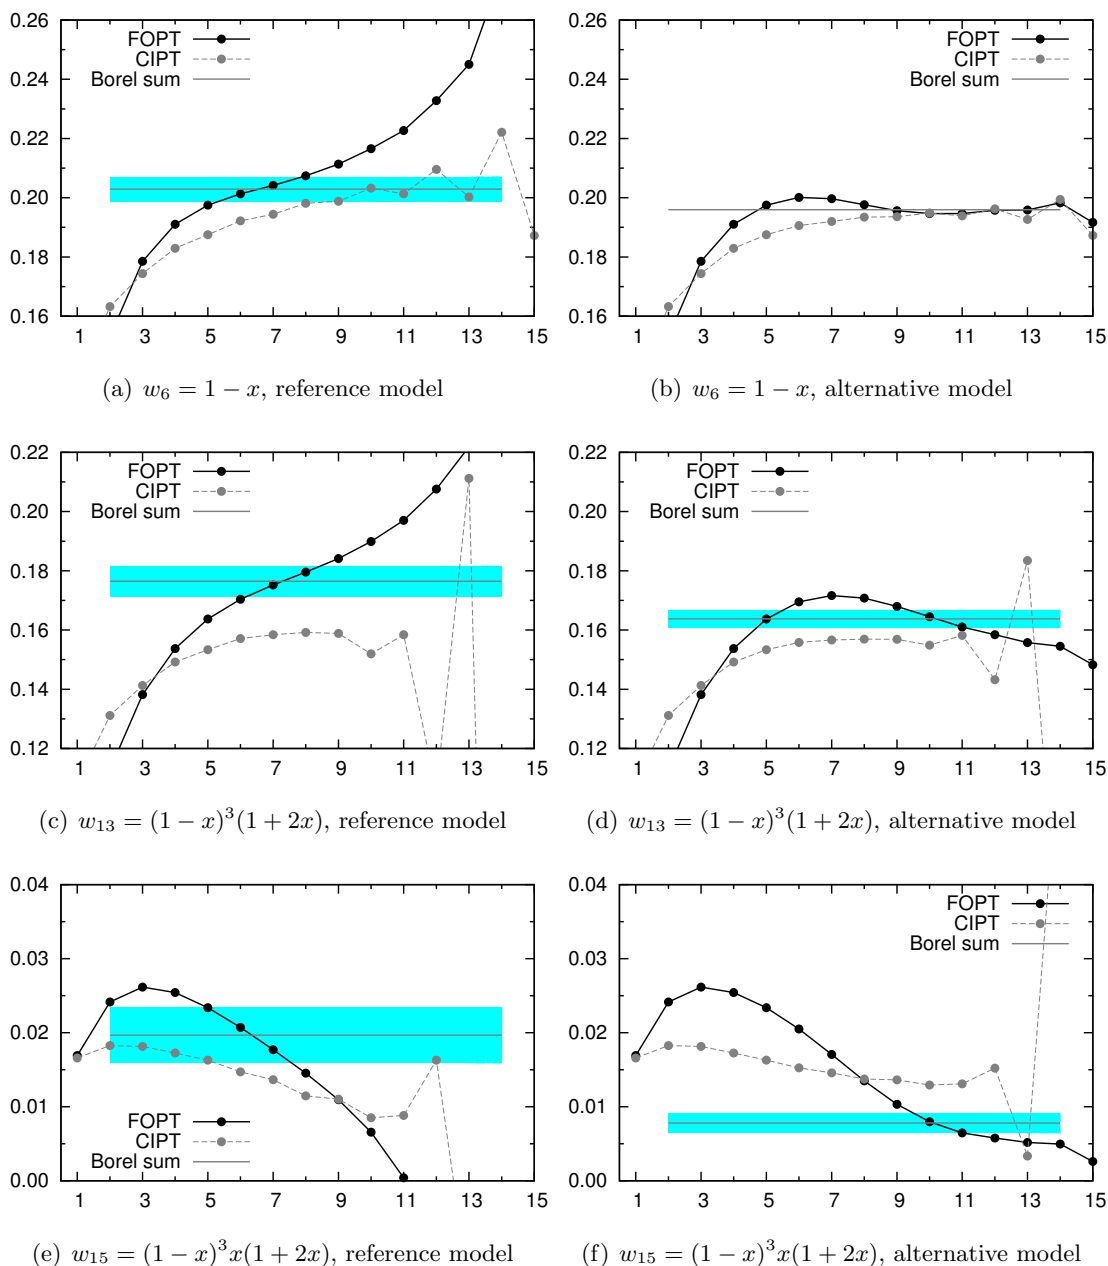 0.26
0.24
0.22
0.20
0.18
0.16
FOPT
CIPT
Borel sum
1 3 5 7 9 11 13 15
(a) w₆ = 1 − x, reference model
0.26
0.24
0.22
0.20
0.18
0.16
FOPT
CIPT
Borel sum
1 3 5 7 9 11 13 15
(b) w₆ = 1 − x, alternative model
0.22
0.20
0.18
0.16
0.14
0.12
FOPT
CIPT
Borel sum
1 3 5 7 9 11 13 15
(c) w₁₃ = (1 − x)³(1 + 2x), reference model
0.22
0.20
0.18
0.16
0.14
0.12
FOPT
CIPT
Borel sum
1 3 5 7 9 11 13 15
(d) w₁₃ = (1 − x)³(1 + 2x), alternative model
0.04
0.03
0.02
0.01
0.00
FOPT
CIPT
Borel sum
1 3 5 7 9 11 13 15
(e) w₁₅ = (1 − x)³x(1 + 2x), reference model
0.04
0.03
0.02
0.01
0.00
FOPT
CIPT
Borel sum
1 3 5 7 9 11 13 15
(f) w₁₅ = (1 − x)³x(1 + 2x), alternative model